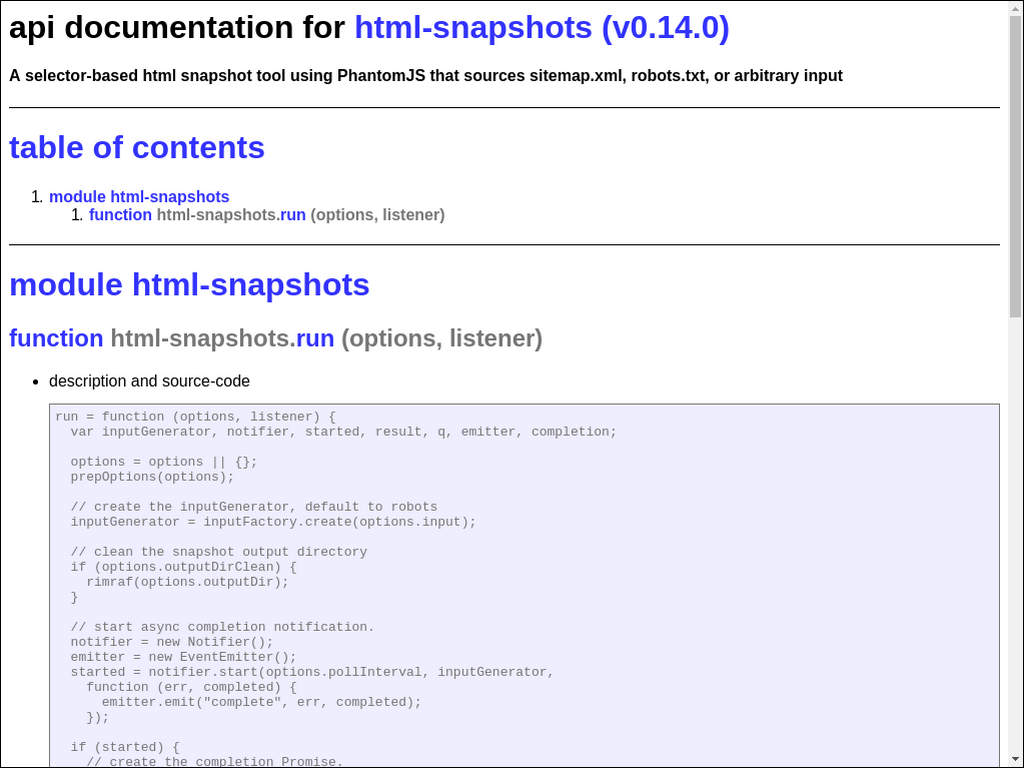 api documentation for html-snapshots (v0.14.0)
A selector-based html snapshot tool using PhantomJS that sources sitemap.xml, robots.txt, or arbitrary input
table of contents
1. module html-snapshots
1. function html-snapshots.run (options, listener)
module html-snapshots
function html-snapshots.run (options, listener)
• description and source-code
run = function (options, listener) {
  var inputGenerator, notifier, started, result, q, emitter, completion;

  options = options || {};
  prepOptions(options);

  // create the inputGenerator, default to robots
  inputGenerator = inputFactory.create(options.input);

  // clean the snapshot output directory
  if (options.outputDirClean) {
    rimraf(options.outputDir);
  }

  // start async completion notification.
  notifier = new Notifier();
  emitter = new EventEmitter();
  started = notifier.start(options.pollInterval, inputGenerator,
    function (err, completed) {
      emitter.emit("complete", err, completed);
    });

  if (started) {
    // create the completion Promise.